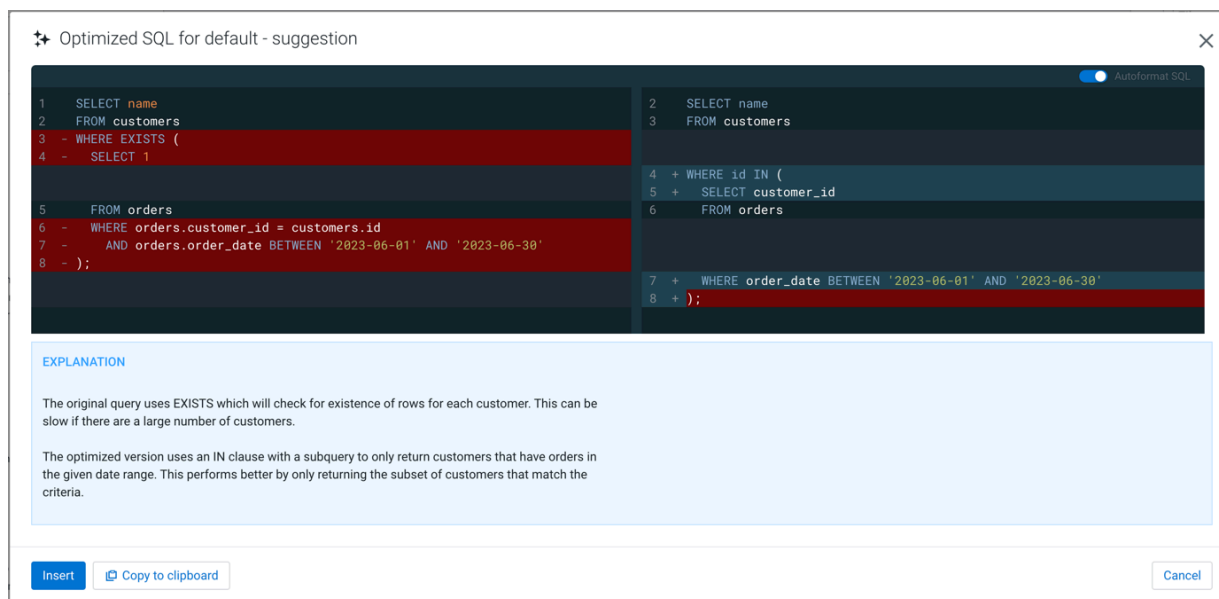 Optimized SQL for default - suggestion
Autoformat SQL
1 SELECT name
2 FROM customers
3 - WHERE EXISTS (
4 - SELECT 1
5 FROM orders
6 - WHERE orders.customer_id = customers.id
7 - AND orders.order_date BETWEEN '2023-06-01' AND '2023-06-30'
8 - );
2 SELECT name
3 FROM customers
4 + WHERE id IN (
5 + SELECT customer_id
6 FROM orders
7 + WHERE order_date BETWEEN '2023-06-01' AND '2023-06-30'
8 + );
EXPLANATION
The original query uses EXISTS which will check for existence of rows for each customer. This can be
slow if there are a large number of customers.
The optimized version uses an IN clause with a subquery to only return customers that have orders in
the given date range. This performs better by only returning the subset of customers that match the
criteria.
Insert
Copy to clipboard
Cancel